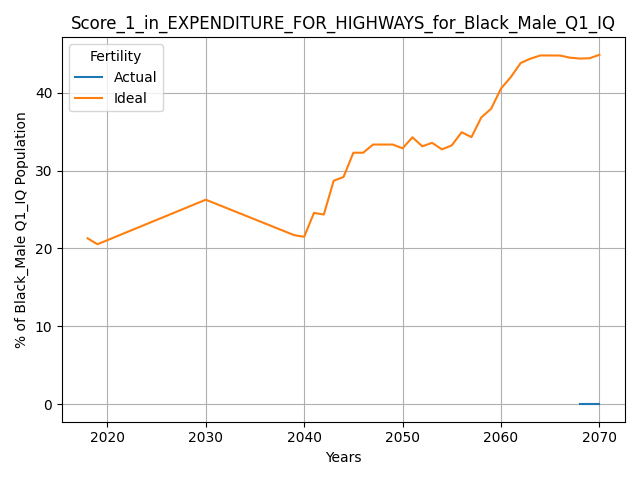 Score_1_in_EXPENDITURE_FOR_HIGHWAYS_for_Black_Male_Q1_IQ
Fertility
Actual
Ideal
% of Black_Male Q1_IQ Population
40
30
20
10
0
2020 2030 2040 2050 2060 2070
Years